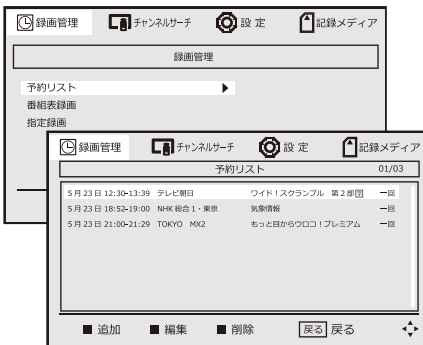 録画管理 チャンネルサーチ 設定 記録メディア
録画管理
予約リスト
番組表録画
指定録画
録画管理 チャンネルサーチ 設定 記録メディア
予約リスト 01/03
5月23日 12:30-13:39 テレビ朝日 ワイド！スクランブル 第2部🈑 一回
5月23日 18:52-19:00 NHK総合1・東京 気象情報 一回
5月23日 21:00-21:29 TOKYO MX2 もっと目からウロコ！プレミアム 一回
追加 編集 削除 戻る 戻る